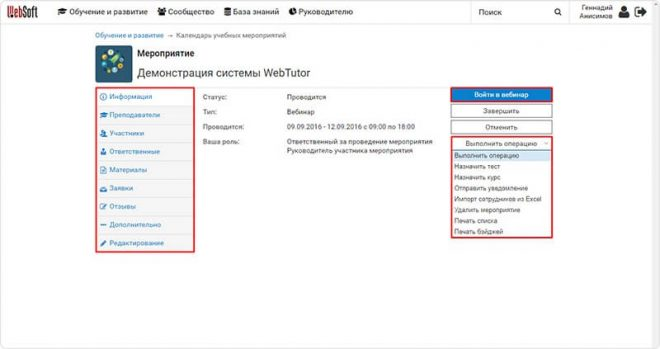 WebSoft
Обучение и развитие
Сообщество
База знаний
Руководителю
Поиск
Геннадий
Анисимов
Обучение и развитие → Календарь учебных мероприятий
Мероприятие
Демонстрация системы WebTutor
Информация
Преподаватели
Участники
Ответственные
Материалы
Заявки
Отзывы
Дополнительно
Редактирование
Статус: Проводится
Тип: Вебинар
Проводится: 09.09.2016 - 12.09.2016 с 09:00 по 18:00
Ваша роль: Ответственный за проведение мероприятия
Руководитель участника мероприятия
Войти в вебинар
Завершить
Отменить
Выполнить операцию
Выполнить операцию
Назначить тест
Назначить курс
Отправить уведомление
Импорт сотрудников из Excel
Удалить мероприятие
Печать списка
Печать бэйджей